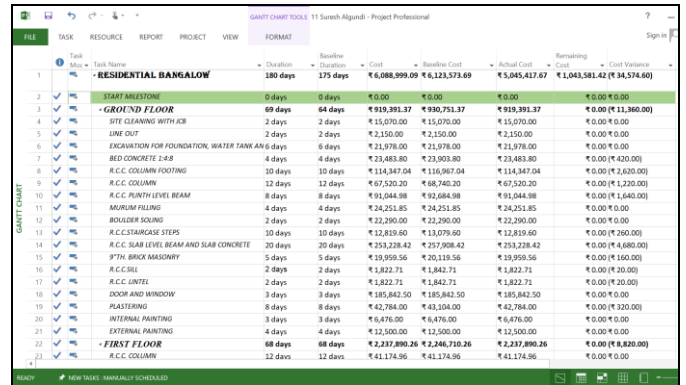 GANTT CHART TOOLS 11 Suresh Algundi - Project Professional
FILE TASK RESOURCE REPORT PROJECT VIEW FORMAT Sign in
Task Baseline Remaining
Mox Task Name Duration Duration Cost Baseline Cost Actual Cost Cost Cost Variance
1 RESIDENTIAL BANGALOW 180 days 175 days ₹ 6,088,999.09 ₹ 6,123,573.69 ₹ 5,045,417.67 ₹ 1,043,581.42 (₹ 34,574.60)
2 START MILESTONE 0 days 0 days ₹ 0.00 ₹ 0.00 ₹ 0.00 ₹ 0.00 ₹ 0.00
3 GROUND FLOOR 69 days 64 days ₹ 919,391.37 ₹ 930,751.37 ₹ 919,391.37 ₹ 0.00 (₹ 11,360.00)
4 SITE CLEANING WITH JCB 2 days 2 days ₹ 15,070.00 ₹ 15,070.00 ₹ 15,070.00 ₹ 0.00 ₹ 0.00
5 LINE OUT 2 days 2 days ₹ 2,150.00 ₹ 2,150.00 ₹ 2,150.00 ₹ 0.00 ₹ 0.00
6 EXCAVATION FOR FOUNDATION, WATER TANK AN 6 days 6 days ₹ 21,978.00 ₹ 21,978.00 ₹ 21,978.00 ₹ 0.00 ₹ 0.00
7 BED CONCRETE 1:4:8 4 days 4 days ₹ 23,483.80 ₹ 23,903.80 ₹ 23,483.80 ₹ 0.00 (₹ 420.00)
8 R.C.C. COLUMN FOOTING 10 days 10 days ₹ 114,347.04 ₹ 116,967.04 ₹ 114,347.04 ₹ 0.00 (₹ 2,620.00)
9 R.C.C. COLUMN 12 days 12 days ₹ 67,520.20 ₹ 68,740.20 ₹ 67,520.20 ₹ 0.00 (₹ 1,220.00)
10 R.C.C. PLINTH LEVEL BEAM 8 days 8 days ₹ 91,044.98 ₹ 92,684.98 ₹ 91,044.98 ₹ 0.00 (₹ 1,640.00)
11 MURUM FILLING 4 days 4 days ₹ 24,251.85 ₹ 24,251.85 ₹ 24,251.85 ₹ 0.00 ₹ 0.00
12 BOULDER SOLING 2 days 2 days ₹ 22,290.00 ₹ 22,290.00 ₹ 22,290.00 ₹ 0.00 ₹ 0.00
13 R.C.C.STAIRCASE STEPS 10 days 10 days ₹ 12,819.60 ₹ 13,079.60 ₹ 12,819.60 ₹ 0.00 (₹ 260.00)
14 R.C.C. SLAB LEVEL BEAM AND SLAB CONCRETE 20 days 20 days ₹ 253,228.42 ₹ 257,908.42 ₹ 253,228.42 ₹ 0.00 (₹ 4,680.00)
15 9"TH. BRICK MASONRY 5 days 5 days ₹ 19,959.56 ₹ 20,119.56 ₹ 19,959.56 ₹ 0.00 (₹ 160.00)
16 R.C.C.SILL 2 days 2 days ₹ 1,822.71 ₹ 1,842.71 ₹ 1,822.71 ₹ 0.00 (₹ 20.00)
17 R.C.C. LINTEL 2 days 2 days ₹ 1,822.71 ₹ 1,842.71 ₹ 1,822.71 ₹ 0.00 (₹ 20.00)
18 DOOR AND WINDOW 3 days 3 days ₹ 185,842.50 ₹ 185,842.50 ₹ 185,842.50 ₹ 0.00 ₹ 0.00
19 PLASTERING 8 days 8 days ₹ 42,784.00 ₹ 43,104.00 ₹ 42,784.00 ₹ 0.00 (₹ 320.00)
20 INTERNAL PAINTING 3 days 3 days ₹ 6,476.00 ₹ 6,476.00 ₹ 6,476.00 ₹ 0.00 ₹ 0.00
21 EXTERNAL PAINTING 4 days 4 days ₹ 12,500.00 ₹ 12,500.00 ₹ 12,500.00 ₹ 0.00 ₹ 0.00
22 FIRST FLOOR 68 days 68 days ₹ 2,237,890.26 ₹ 2,246,710.26 ₹ 2,237,890.26 ₹ 0.00 (₹ 8,820.00)
23 R.C.C. COLUMN 12 days 12 days ₹ 41,174.96 ₹ 41,974.96 ₹ 41,174.96 ₹ 0.00 ₹ 0.00
GANTT CHART
READY NEW TASKS : MANUALLY SCHEDULED